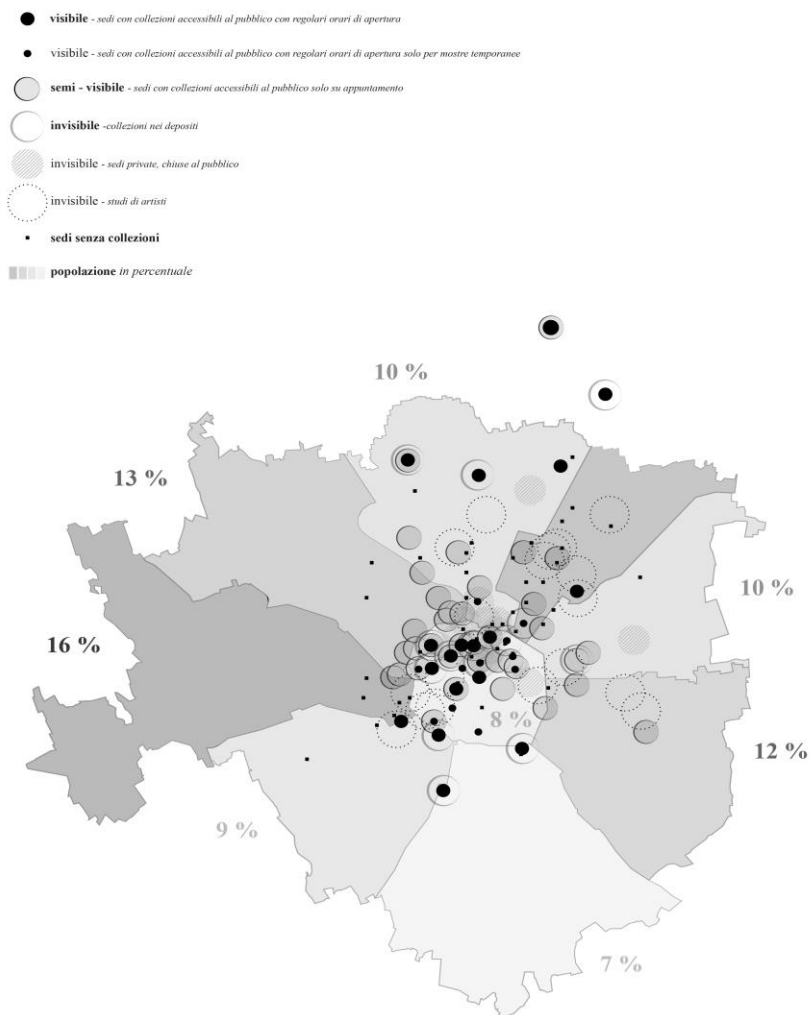 visibile - sedi con collezioni accessibili al pubblico con regolari orari di apertura
visibile - sedi con collezioni accessibili al pubblico con regolari orari di apertura solo per mostre temporanee
semi - visibile - sedi con collezioni accessibili al pubblico solo su appuntamento
invisibile -collezioni nei depositi
invisibile - sedi private, chiuse al pubblico
invisibile - studi di artisti
sedi senza collezioni
popolazione in percentuale
10 %
13 %
10 %
16 %
8 %
12 %
9 %
7 %